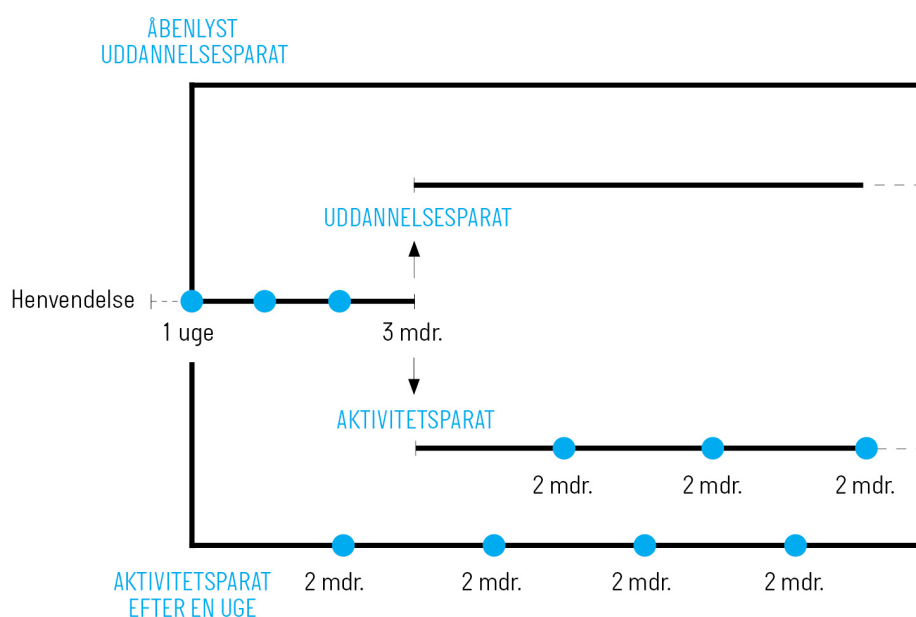 ÅBENLYST
UDDANNELSESPARAT
UDDANNELSESPARAT
Henvendelse
1 uge
3 mdr.
AKTIVITETSPARAT
2 mdr.
2 mdr.
2 mdr.
AKTIVITETSPARAT
EFTER EN UGE
2 mdr.
2 mdr.
2 mdr.
2 mdr.